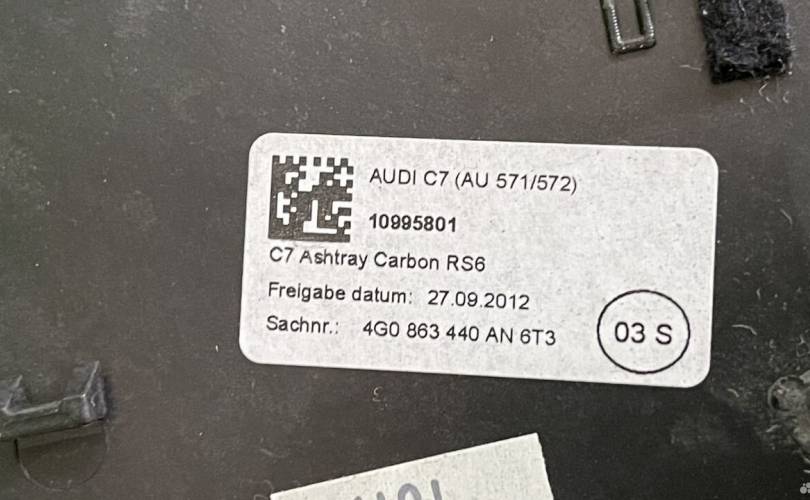 AUDI C7 (AU 571/572)
10995801
C7 Ashtray Carbon RS6
Freigabe datum: 27.09.2012
Sachnr.: 4G0 863 440 AN 6T3
03 S